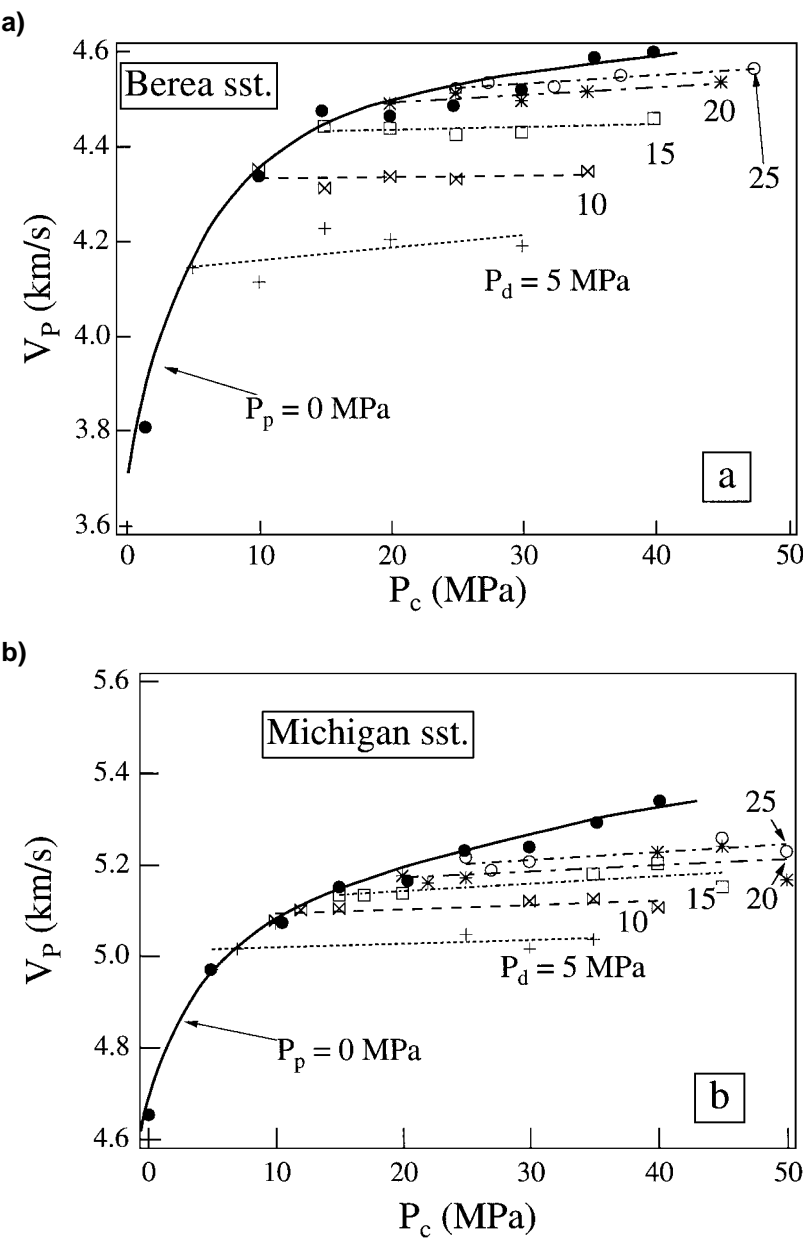 a)
Berea sst.
4.6
4.4
4.2
4.0
3.8
3.6
V_P (km/s)
20
15
25
10
P_d = 5 MPa
P_p = 0 MPa
a
0 10 20 30 40 50
P_c (MPa)
b)
Michigan sst.
5.6
5.4
5.2
5.0
4.8
4.6
V_P (km/s)
25
15
20
10
P_d = 5 MPa
P_p = 0 MPa
b
0 10 20 30 40 50
P_c (MPa)